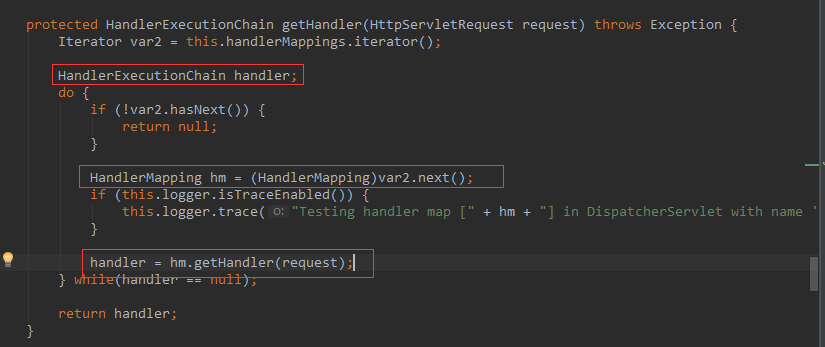 protected HandlerExecutionChain getHandler(HttpServletRequest request) throws Exception {
    Iterator var2 = this.handlerMappings.iterator();
    HandlerExecutionChain handler;
    do {
        if (!var2.hasNext()) {
            return null;
        }
        HandlerMapping hm = (HandlerMapping)var2.next();
        if (this.logger.isTraceEnabled()) {
            this.logger.trace( o: "Testing handler map [" + hm + "] in DispatcherServlet with name '
        }
        handler = hm.getHandler(request);
    } while(handler == null);
    return handler;
}